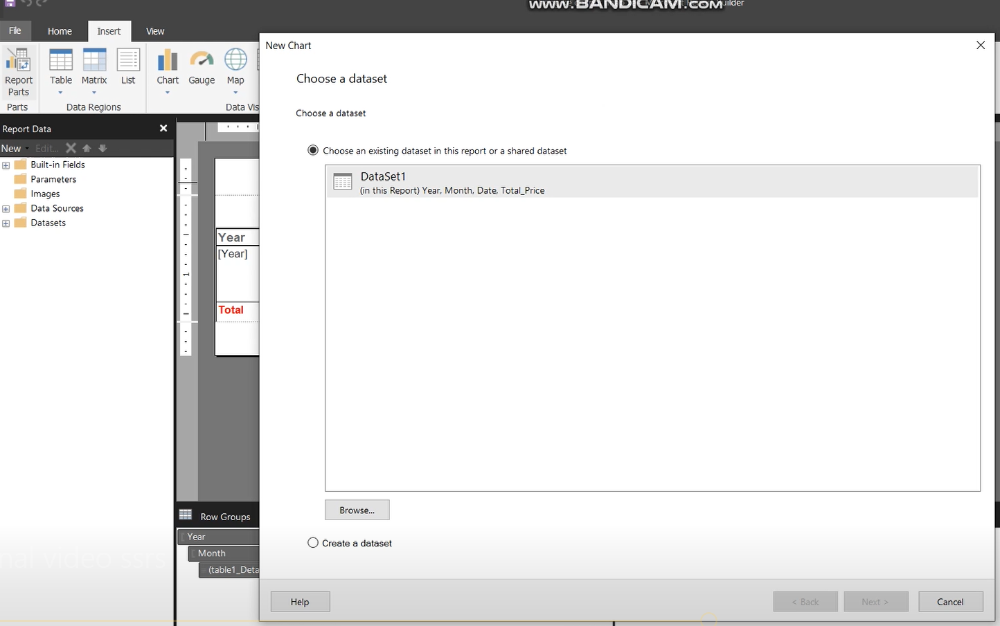 www.BANDICAM.com
uilder
File Home Insert View
Report Parts
Table
Matrix
List
Chart
Gauge
Map
Parts
Data Regions
Data Vis
Report Data
New Edit...
Built-in Fields
Parameters
Images
Data Sources
Datasets
Year
[Year]
Total
Row Groups
Year
Month
(table1_Deta
nal video ssrs
New Chart
Choose a dataset
Choose a dataset
Choose an existing dataset in this report or a shared dataset
DataSet1
(in this Report) Year, Month, Date, Total_Price
Browse...
Create a dataset
Help
< Back
Next >
Cancel